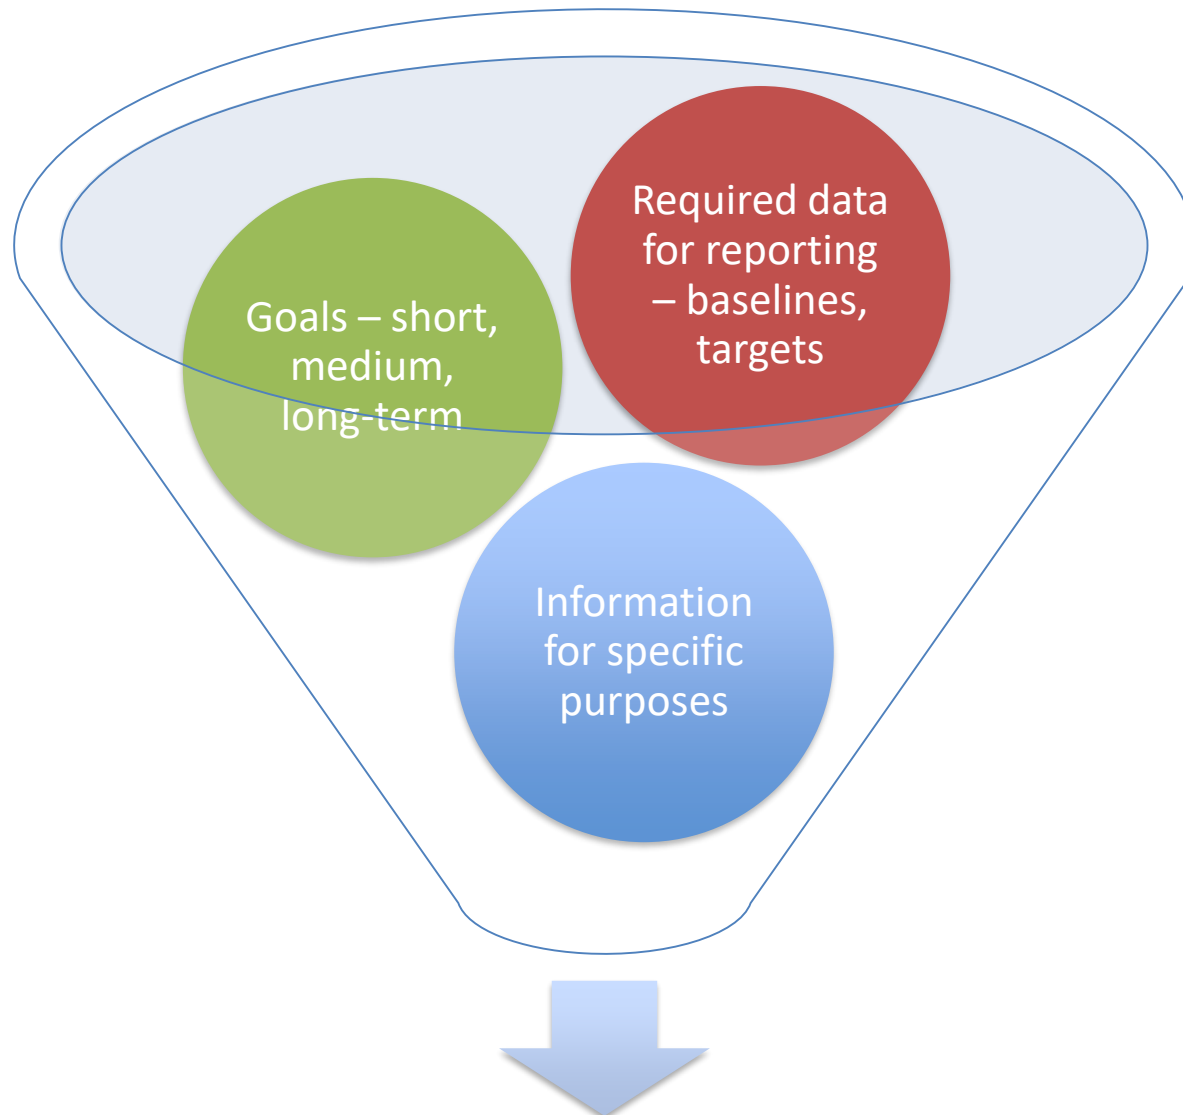 Required data
for reporting
– baselines,
targets
Goals – short,
medium,
long-term
Information
for specific
purposes